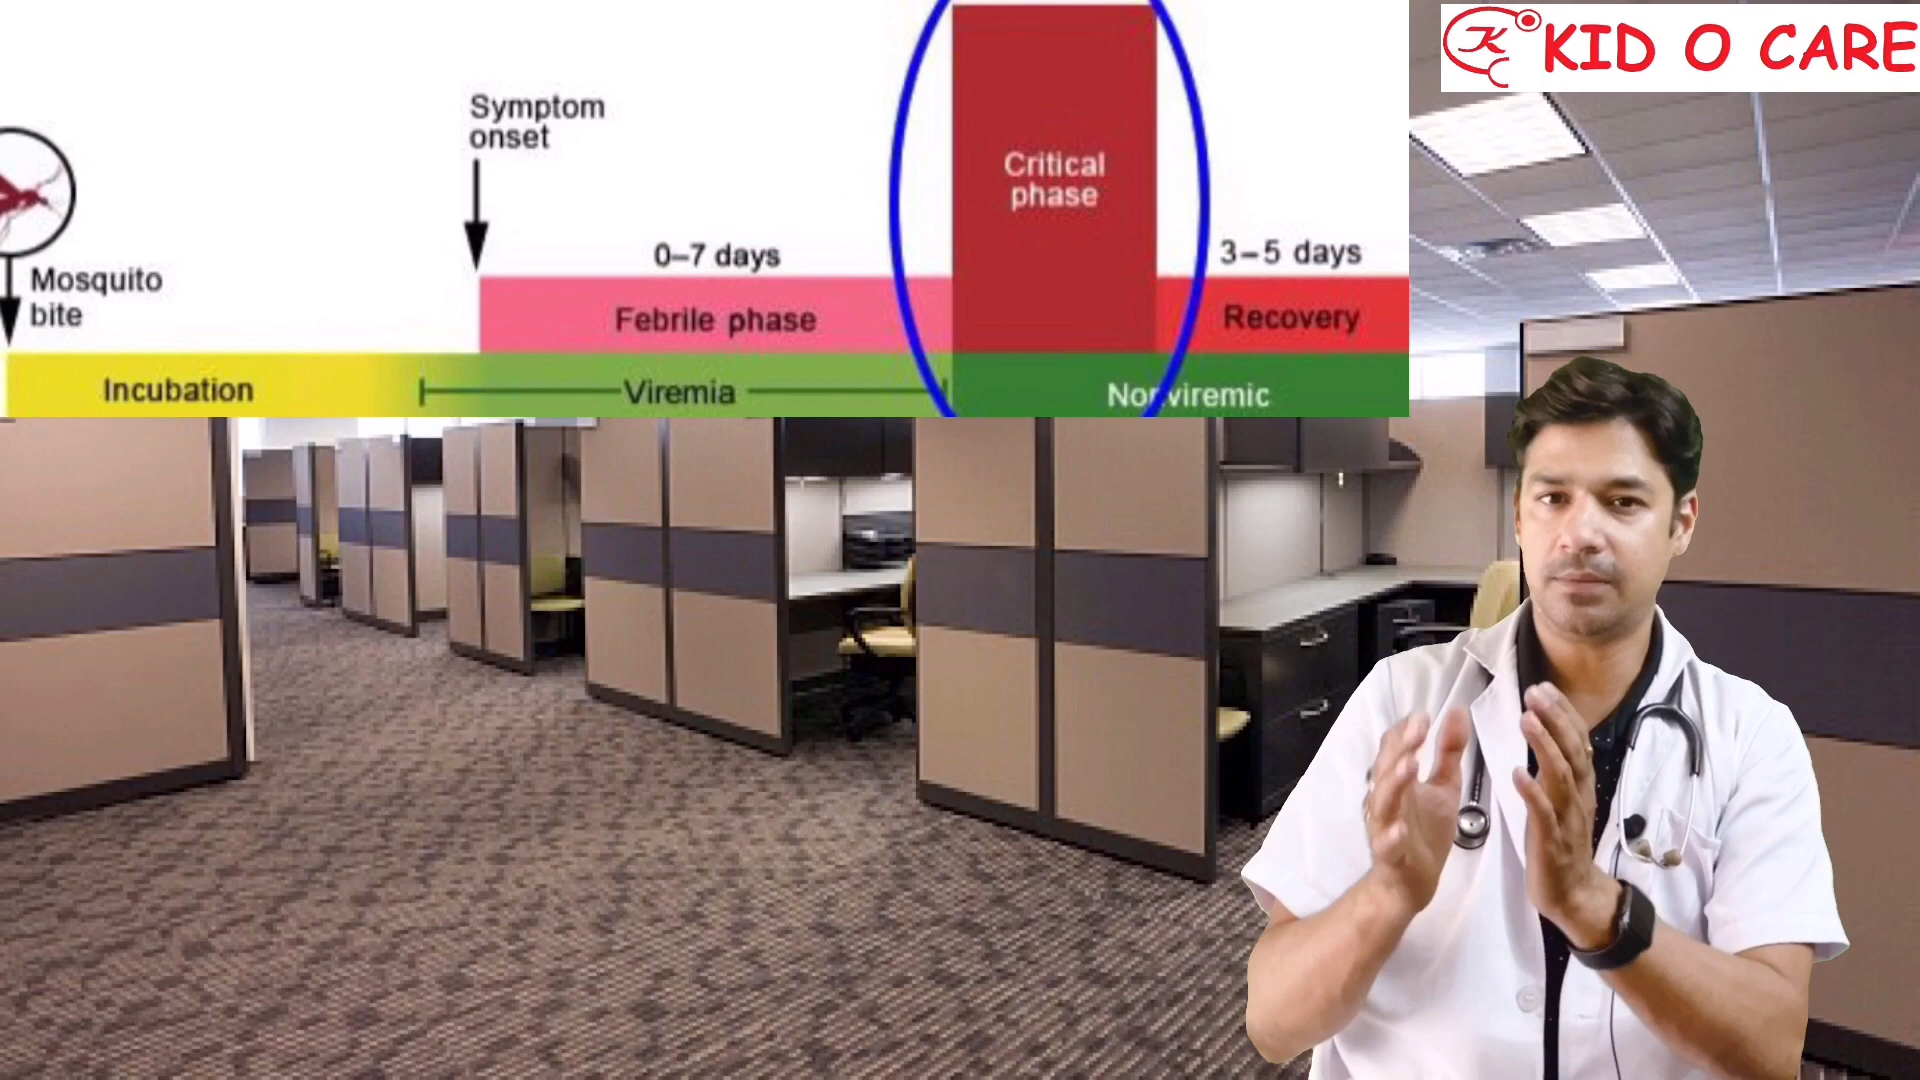 KID O CARE
Symptom
onset
Critical
phase
0–7 days
3–5 days
Mosquito
bite
Febrile phase
Recovery
Incubation
Viremia
Nonviremic